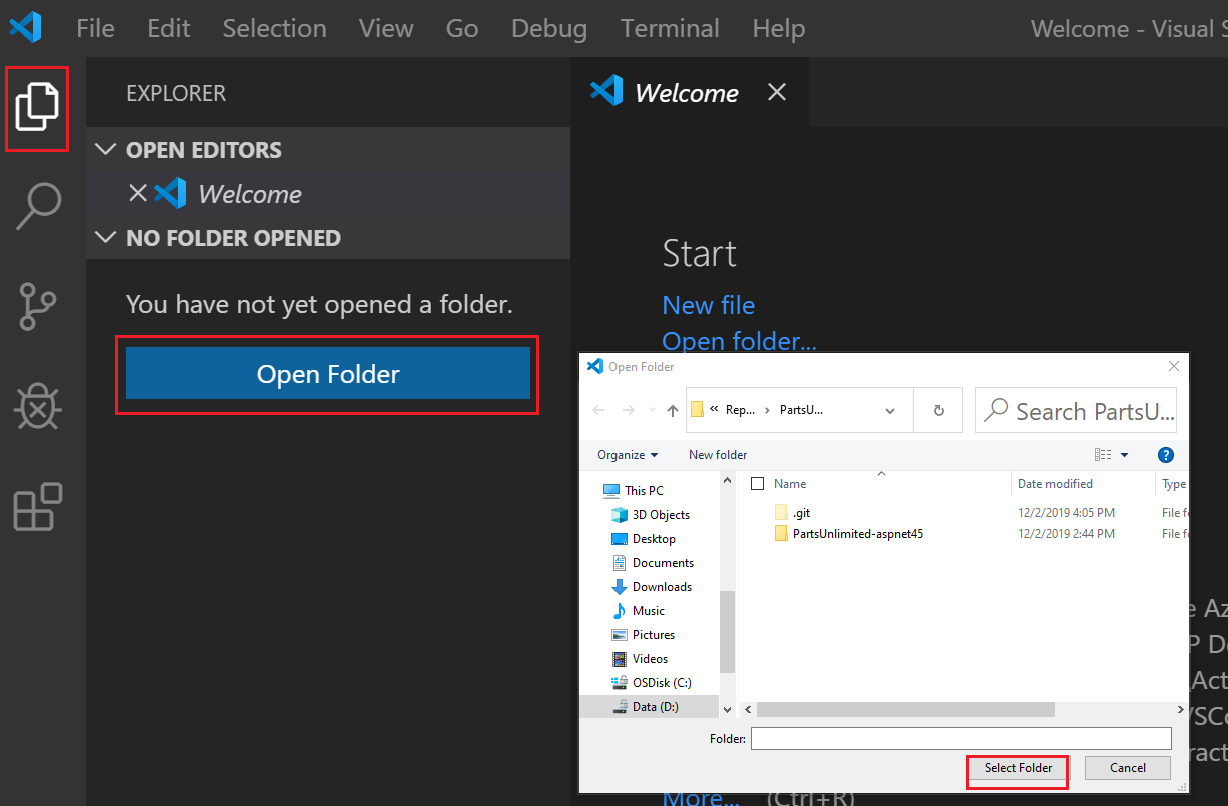 File Edit Selection View Go Debug Terminal Help Welcome - Visual S
EXPLORER
OPEN EDITORS
Welcome
NO FOLDER OPENED
You have not yet opened a folder.
Open Folder
Welcome
Start
New file
Open folder...
Open Folder
« Rep... › PartsU...
Search PartsU...
Organize
New folder
?
Name Date modified Type
.git 12/2/2019 4:05 PM File f
PartsUnlimited-aspnet45 12/2/2019 2:44 PM File f
This PC
3D Objects
Desktop
Documents
Downloads
Music
Pictures
Videos
OSDisk (C:)
Data (D:)
Folder:
Select Folder
Cancel
e Az
P D
Act
/SC
ract
More... (Ctrl+R)